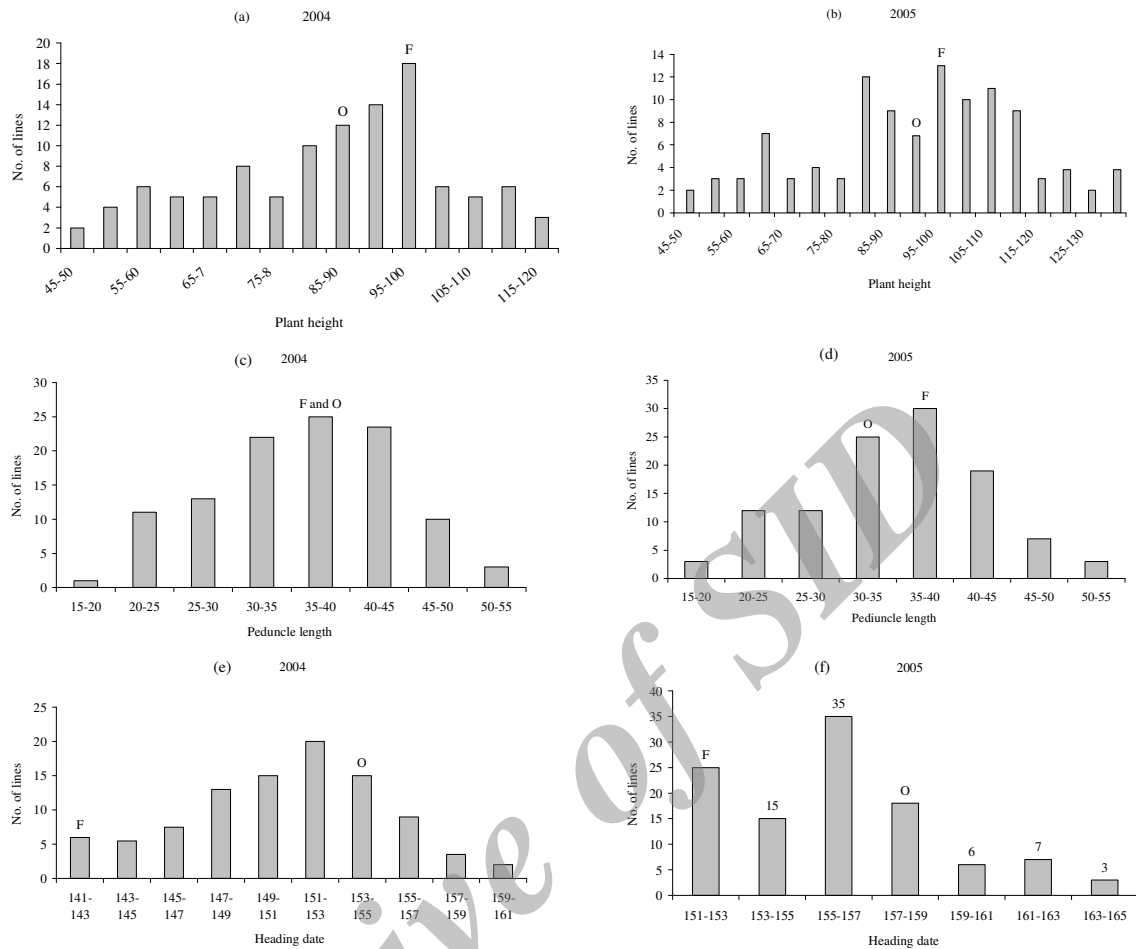 (a) 2004
No. of lines
20
18
16
14
12
10
8
6
4
2
0
F
O
45-50 55-60 65-7 75-8 85-90 95-100 105-110 115-120
Plant height
(b) 2005
No. of lines
14
12
10
8
6
4
2
0
F
O
45-50 55-60 65-70 75-80 85-90 95-100 105-110 115-120 125-130
Plant height
(c) 2004
No. of lines
30
25
20
15
10
5
0
F and O
15-20 20-25 25-30 30-35 35-40 40-45 45-50 50-55
Peduncle length
(d) 2005
No. of lines
35
30
25
20
15
10
5
0
F
O
15-20 20-25 25-30 30-35 35-40 40-45 45-50 50-55
Pediuncle length
(e) 2004
No. of lines
25
20
15
10
5
0
F
O
141- 143- 145- 147- 149- 151- 153- 155- 157- 159-
143 145 147 149 151 153 155 157 159 161
Heading date
(f) 2005
No. of lines
40
35
30
25
20
15
10
5
0
F
15
35
O
6
7
3
151-153 153-155 155-157 157-159 159-161 161-163 163-165
Heading date
ive of SID